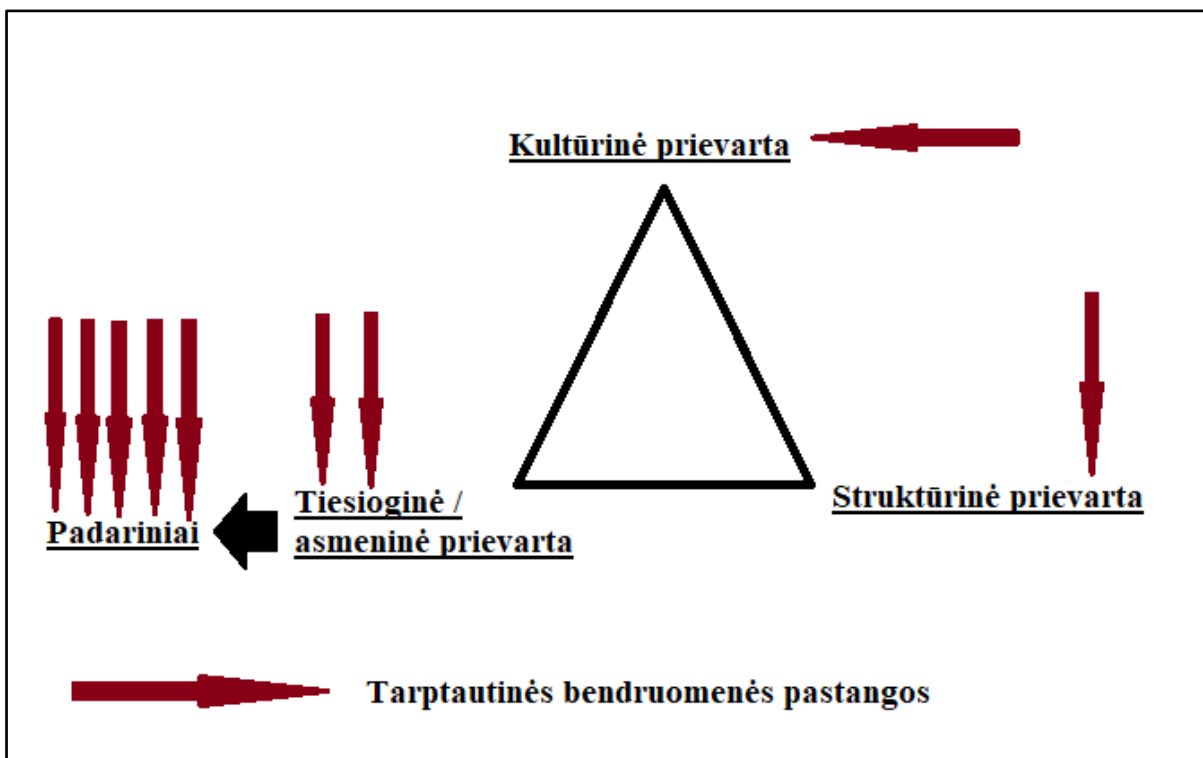 Kultūrinė prievarta
Padariniai
Tiesioginė /
asmeninė prievarta
Struktūrinė prievarta
Tarptautinės bendruomenės pastangos